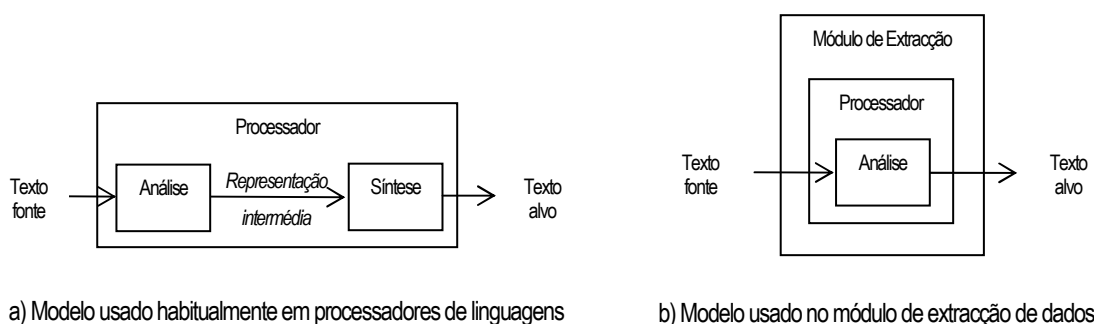 Processador
Texto
fonte
Análise
Representação
intermédia
Síntese
Texto
alvo
a) Modelo usado habitualmente em processadores de linguagens
Módulo de Extracção
Processador
Texto
fonte
Análise
Texto
alvo
b) Modelo usado no módulo de extracção de dados